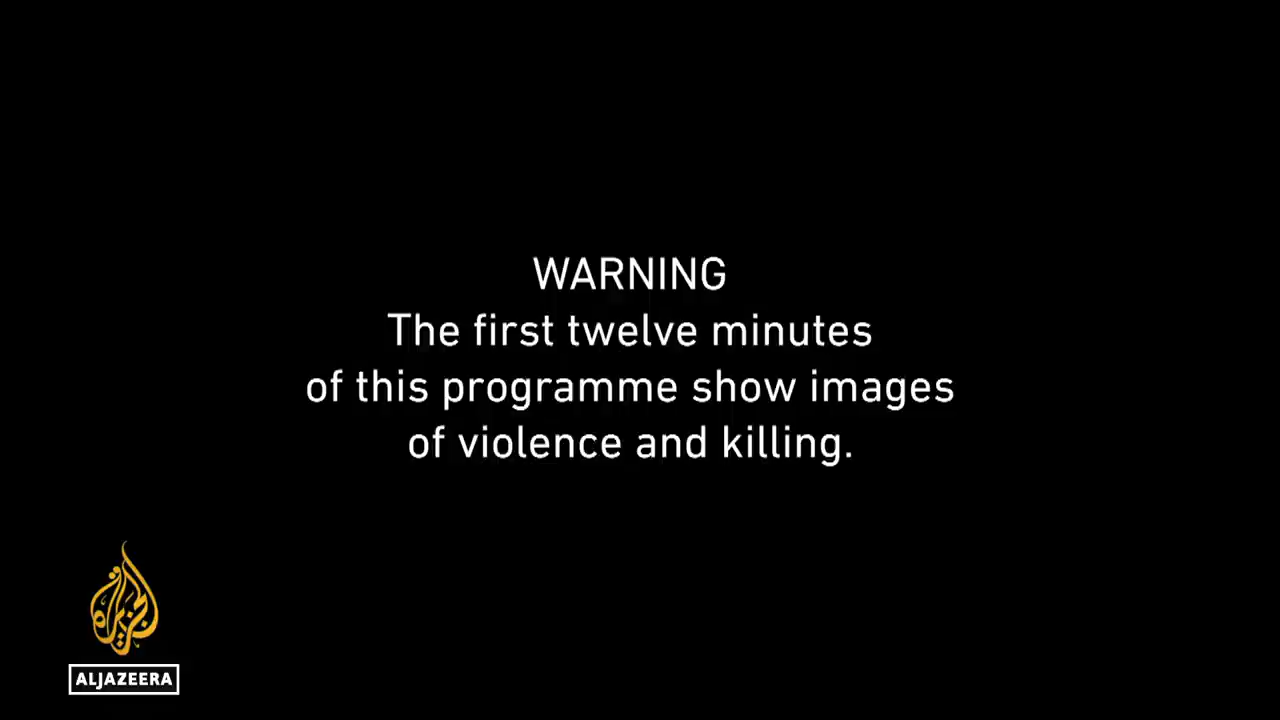 WARNING
The first twelve minutes
of this programme show images
of violence and killing.
الجزيرة
ALJAZEERA